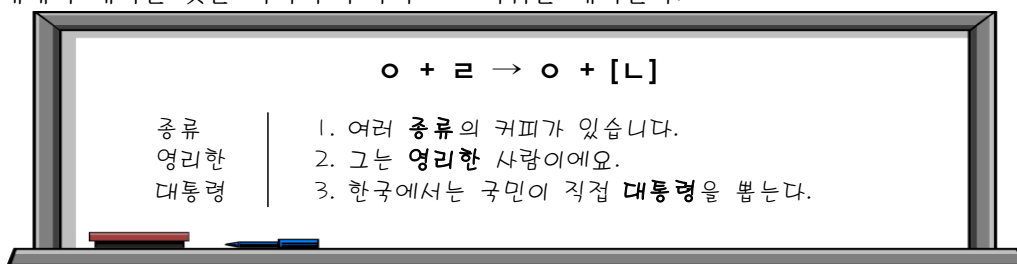 ㅇ + ㄹ → ㅇ + [ㄴ]
종류 1. 여러 종류의 커피가 있습니다.
영리한 2. 그는 영리한 사람이에요.
대통령 3. 한국에서는 국민이 직접 대통령을 뽑는다.